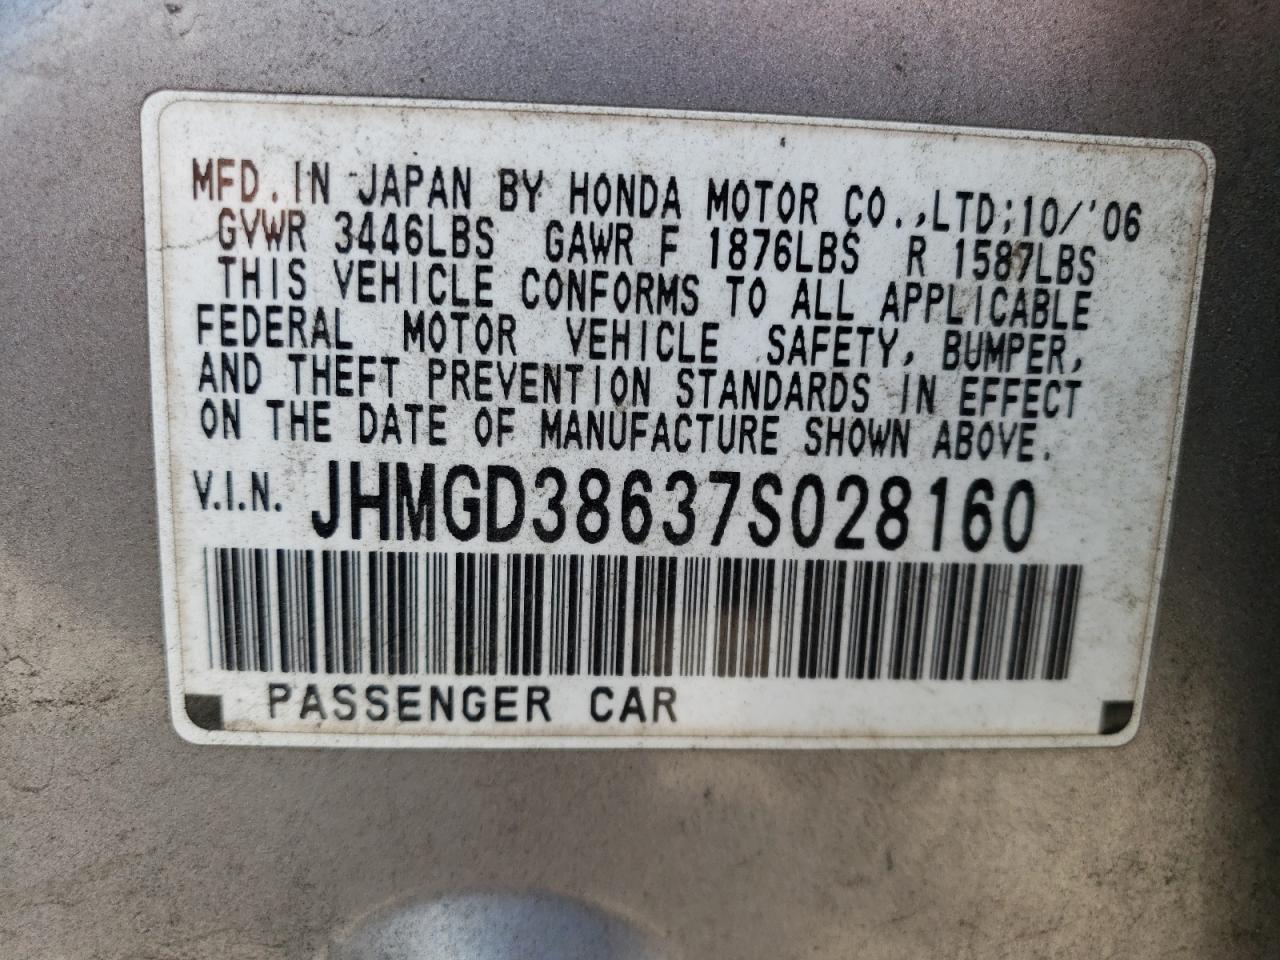 MFD. IN JAPAN BY HONDA MOTOR CO.,LTD;10/'06
GVWR 3446LBS GAWR F 1876LBS R 1587LBS
THIS VEHICLE CONFORMS TO ALL APPLICABLE
FEDERAL MOTOR VEHICLE SAFETY, BUMPER,
AND THEFT PREVENTION STANDARDS IN EFFECT
ON THE DATE OF MANUFACTURE SHOWN ABOVE.
V.I.N. JHMGD38637S028160
PASSENGER CAR